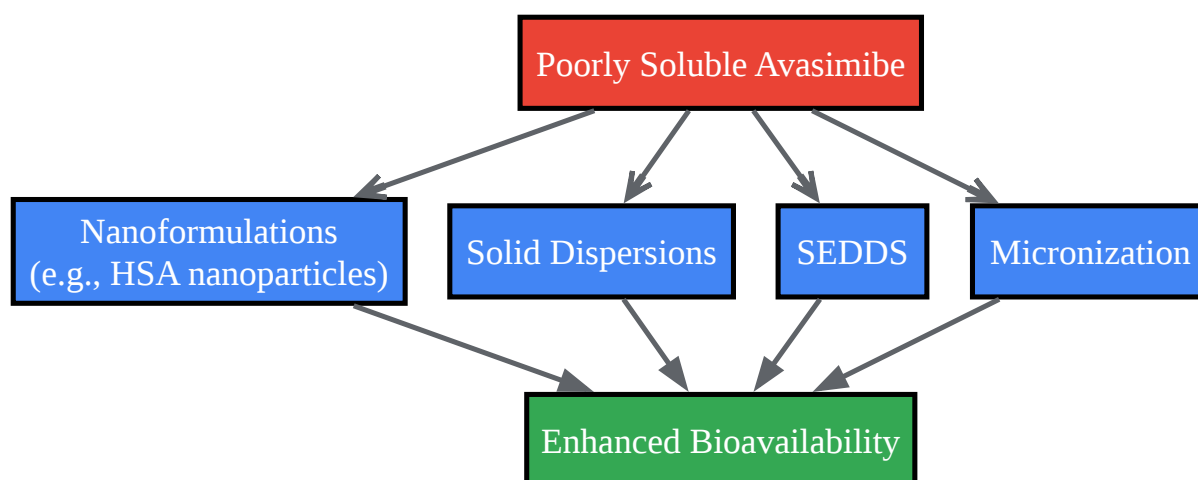 Poorly Soluble Avasimibe
Nanoformulations
(e.g., HSA nanoparticles)
Solid Dispersions
SEDDS
Micronization
Enhanced Bioavailability